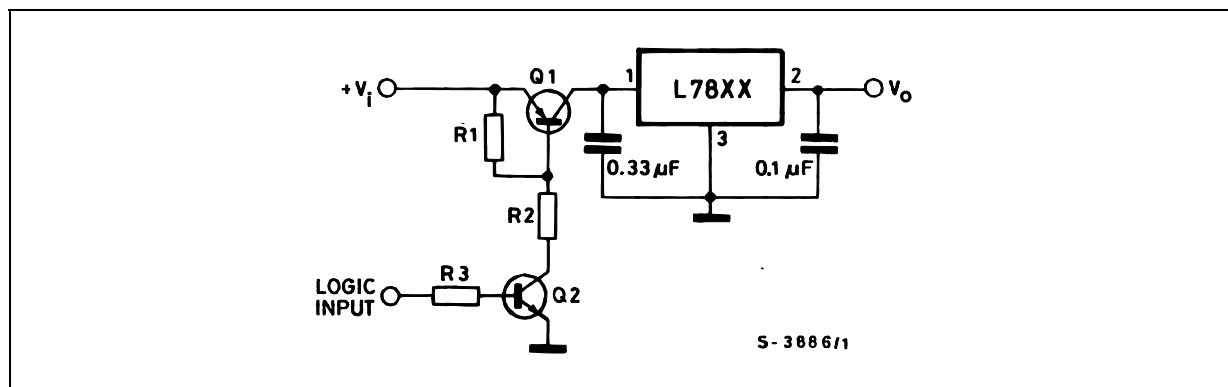 Q1
1
L78XX
2
+Vi
Vo
R1
3
0.33μF
0.1μF
R2
LOGIC
INPUT
R3
Q2
S-3886/1